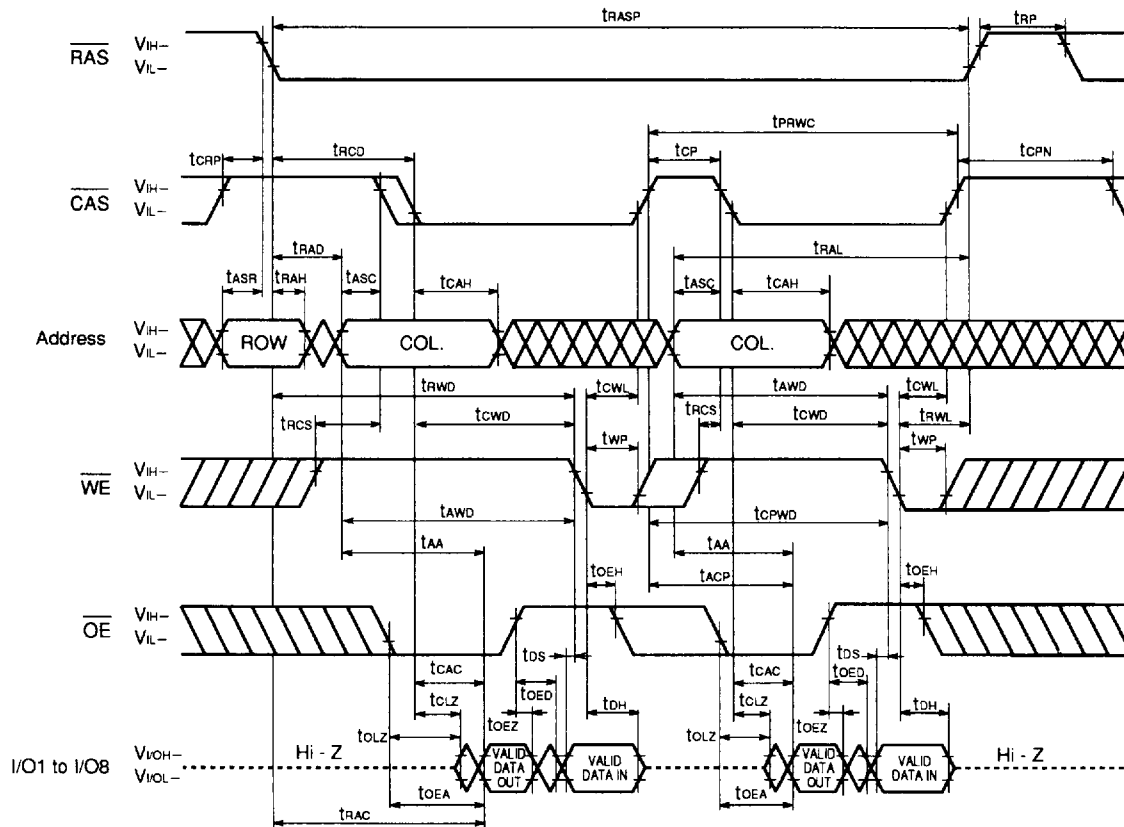 tRASP
tRP
RAS
VIH–
VIL–
tPRWC
tCRP
tRCD
tCP
tCPN
CAS
VIH–
VIL–
tRAD
tRAL
tASR
tRAH
tASC
tCAH
tASC
tCAH
Address
VIH–
VIL–
ROW
COL.
COL.
tRWD
tCWL
tAWD
tCWL
tRCS
tCWD
tRCS
tCWD
tRWL
tWP
tWP
WE
VIH–
VIL–
tAWD
tCPWD
tAA
tAA
tOEH
tACP
tOEH
OE
VIH–
VIL–
tCAC
tDS
tCAC
tDS
tCLZ
tOED
tCLZ
tOED
tOLZ
tOEZ
tDH
tOLZ
tOEZ
tDH
I/O1 to I/O8
VI/OH–
VI/OL–
Hi - Z
VALID DATA OUT
VALID DATA IN
VALID DATA OUT
VALID DATA IN
Hi - Z
tOEA
tOEA
tRAC